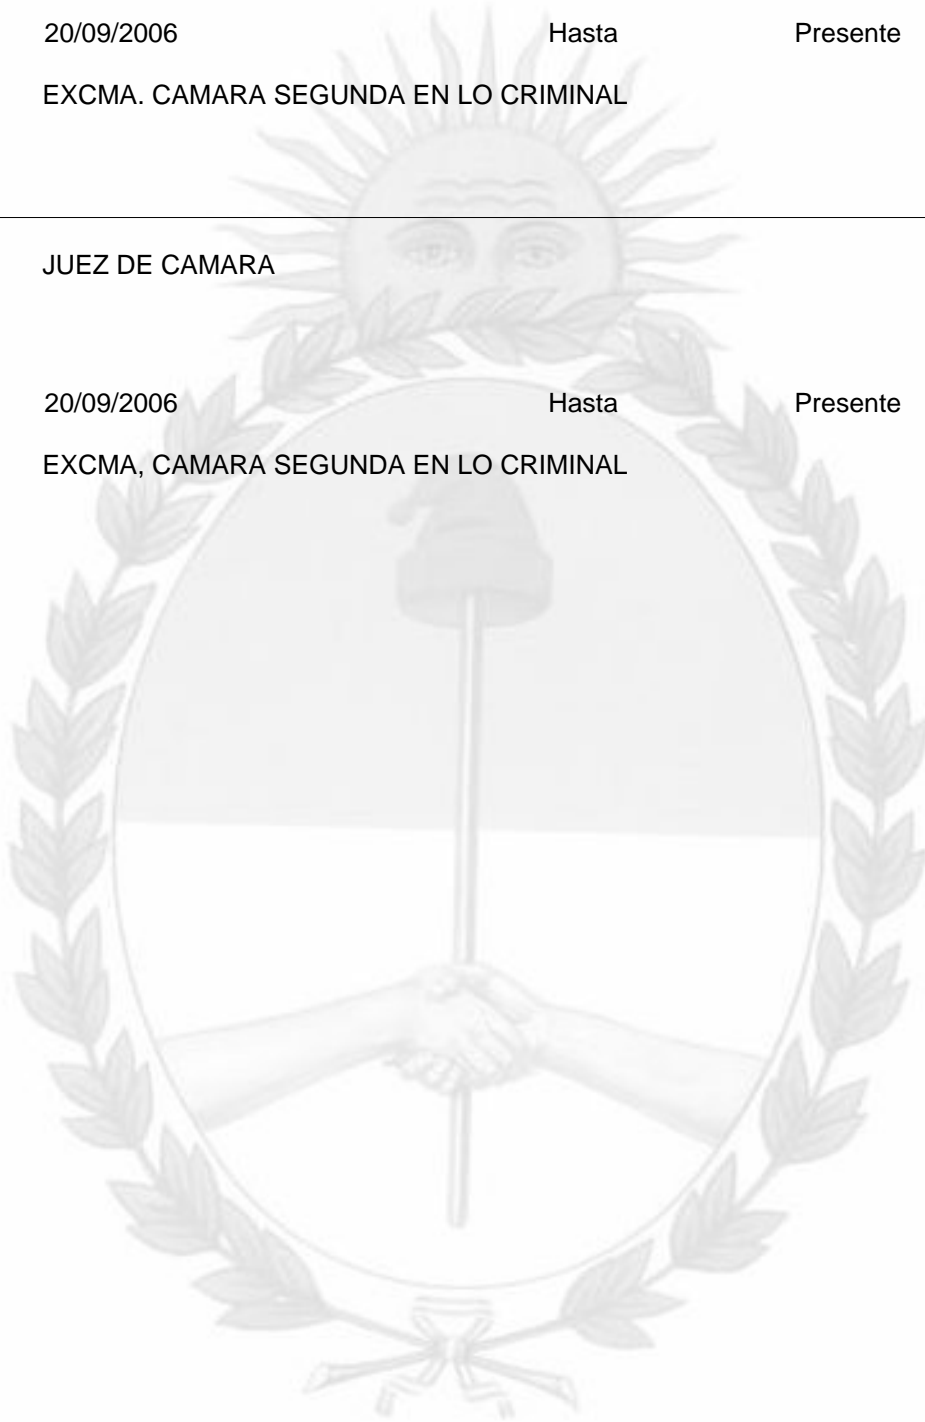 20/09/2006 Hasta Presente
EXCMA. CAMARA SEGUNDA EN LO CRIMINAL
JUEZ DE CAMARA
20/09/2006 Hasta Presente
EXCMA, CAMARA SEGUNDA EN LO CRIMINAL